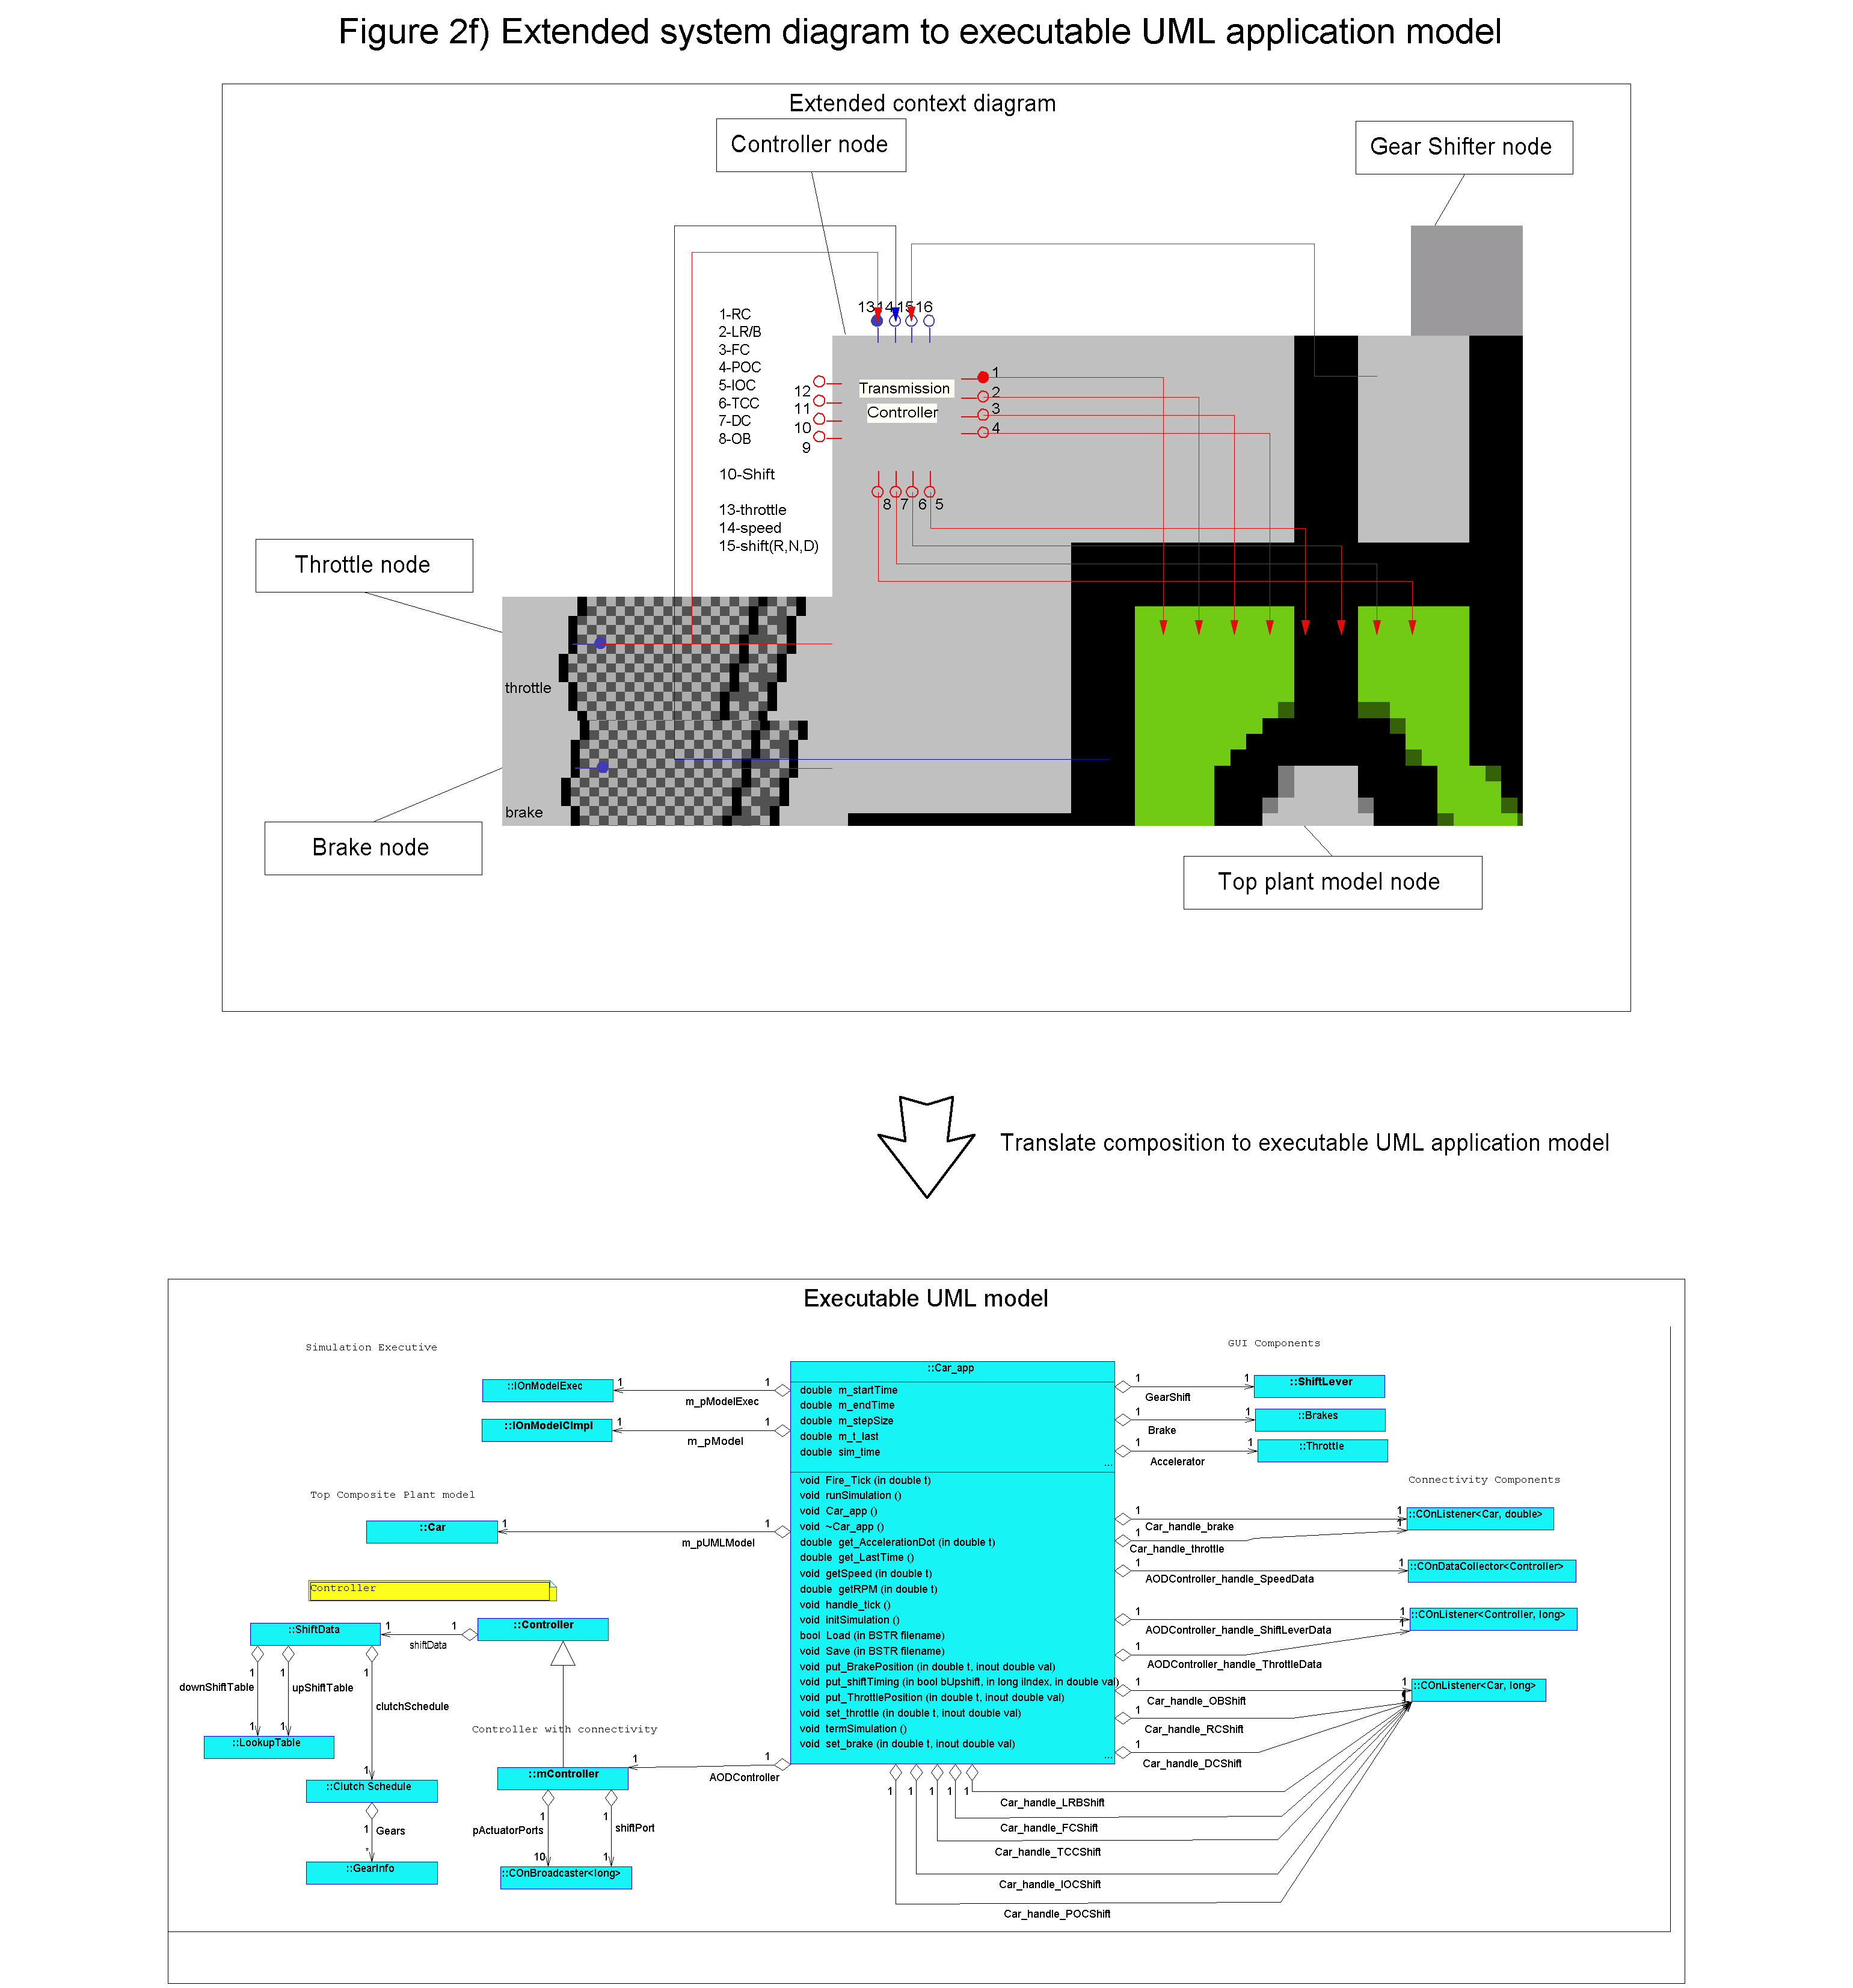 Figure 2f) Extended system diagram to executable UML application model
Extended context diagram
Controller node
Gear Shifter node
13 14 15 16
1-RC
2-LR/B
3-FC
4-POC
5-IOC
6-TCC
7-DC
8-OB
10-Shift
13-throttle
14-speed
15-shift(R,N,D)
12
11
10
9
Transmission
Controller
1
2
3
4
8 7 6 5
Throttle node
throttle
brake
Brake node
Top plant model node
Translate composition to executable UML application model
Executable UML model
Simulation Executive
::IOnModelExec
1
1
m_pModelExec
::IOnModelCImpl
1
1
m_pModel
Top Composite Plant model
::Car
1
1
m_pUMLModel
Controller
::ShiftData
1
1
shiftData
::Controller
1
1
1
downShiftTable
upShiftTable
clutchSchedule
1
1
::LookupTable
Controller with connectivity
1
::Clutch Schedule
1
Gears
*
::GearInfo
::mController
1
1
AODController
1
1
pActuatorPorts
shiftPort
10
1
::COnBroadcaster<long>
::Car_app
double m_startTime
double m_endTime
double m_stepSize
double m_t_last
double sim_time
...
void Fire_Tick (in double t)
void runSimulation ()
void Car_app ()
void ~Car_app ()
double get_AccelerationDot (in double t)
double get_LastTime ()
void getSpeed (in double t)
double getRPM (in double t)
void handle_tick ()
void initSimulation ()
bool Load (in BSTR filename)
void Save (in BSTR filename)
void put_BrakePosition (in double t, inout double val)
void put_shiftTiming (in bool bUpshift, in long iIndex, in double val)
void put_ThrottlePosition (in double t, inout double val)
void set_throttle (in double t, inout double val)
void termSimulation ()
void set_brake (in double t, inout double val)
...
GUI Components
1
1
GearShift
::ShiftLever
1
1
Brake
::Brakes
1
1
Accelerator
::Throttle
Connectivity Components
1
1
Car_handle_brake
::COnListener<Car, double>
1
1
Car_handle_throttle
1
1
AODController_handle_SpeedData
::COnDataCollector<Controller>
1
1
AODController_handle_ShiftLeverData
::COnListener<Controller, long>
1
1
AODController_handle_ThrottleData
1
1
Car_handle_OBShift
::COnListener<Car, long>
1
Car_handle_RCShift
1
Car_handle_DCShift
1 1 1 1 1
Car_handle_LRBShift
Car_handle_FCShift
Car_handle_TCCShift
Car_handle_IOCShift
Car_handle_POCShift